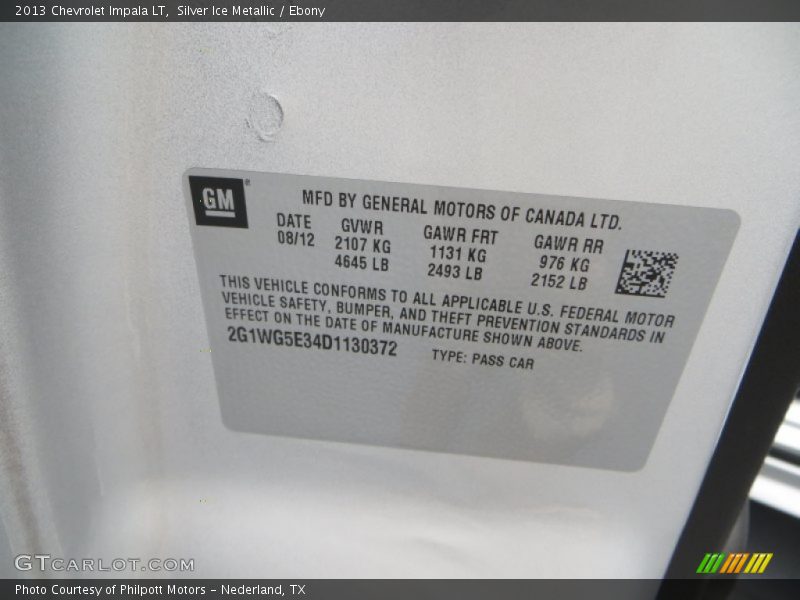 2013 Chevrolet Impala LT, Silver Ice Metallic / Ebony
GM
MFD BY GENERAL MOTORS OF CANADA LTD.
DATE GVWR GAWR FRT GAWR RR
08/12 2107 KG 1131 KG 976 KG
4645 LB 2493 LB 2152 LB
THIS VEHICLE CONFORMS TO ALL APPLICABLE U.S. FEDERAL MOTOR
VEHICLE SAFETY, BUMPER, AND THEFT PREVENTION STANDARDS IN
EFFECT ON THE DATE OF MANUFACTURE SHOWN ABOVE.
2G1WG5E34D1130372 TYPE: PASS CAR
GTCARLOT.COM
Photo Courtesy of Philpott Motors – Nederland, TX